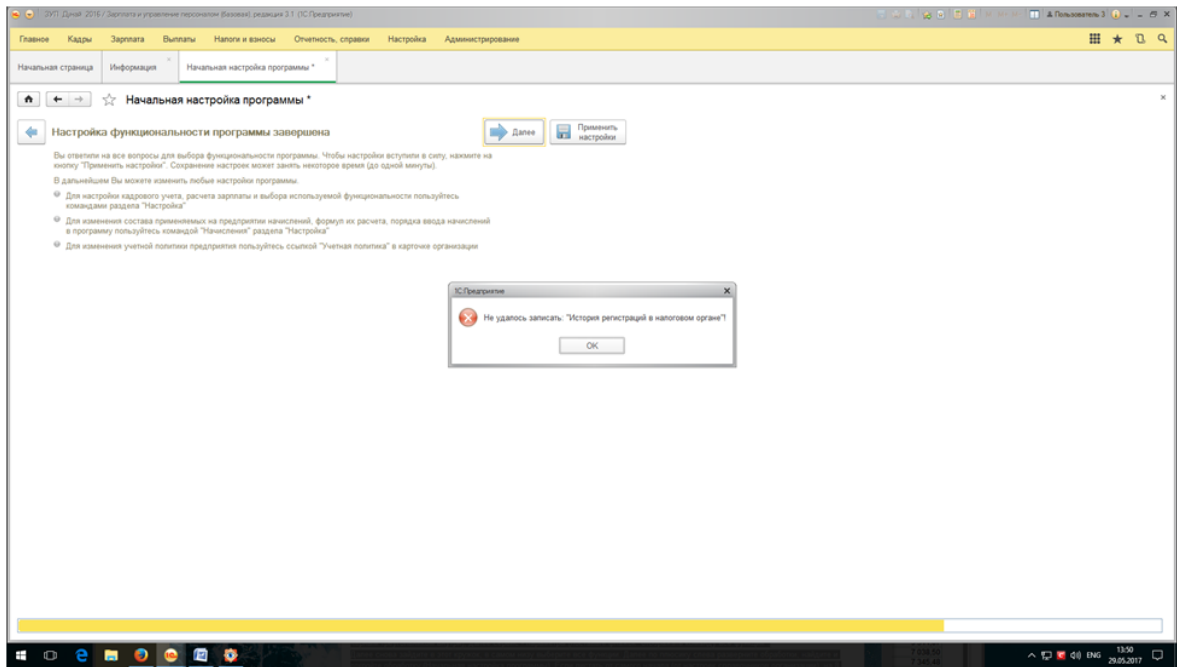 ЗУП Дукай 2016 / Зарплата и управление персоналом (базовая), редакция 3.1 (1С:Предприятие)
Пользователь 3
Главное Кадры Зарплата Выплаты Налоги и взносы Отчетность, справки Настройка Администрирование
Начальная страница Информация Начальная настройка программы *
Начальная настройка программы *
Настройка функциональности программы завершена Далее Применить настройки
Вы ответили на все вопросы для выбора функциональности программы. Чтобы настройки вступили в силу, нажмите на
кнопку "Применить настройки". Сохранение настроек может занять некоторое время (до одной минуты).
В дальнейшем Вы можете изменить любые настройки программы.
Для настройки кадрового учета, расчета зарплаты и выбора используемой функциональности пользуйтесь
командами раздела "Настройка"
Для изменения состава применяемых на предприятии начислений, формул их расчета, порядка ввода начислений
в программу пользуйтесь командой "Начисления" раздела "Настройка"
Для изменения учетной политики предприятия пользуйтесь ссылкой "Учетная политика" в карточке организации
1С:Предприятие
Не удалось записать: "История регистраций в налоговом органе"!
OK
ENG
13:50
29.05.2017